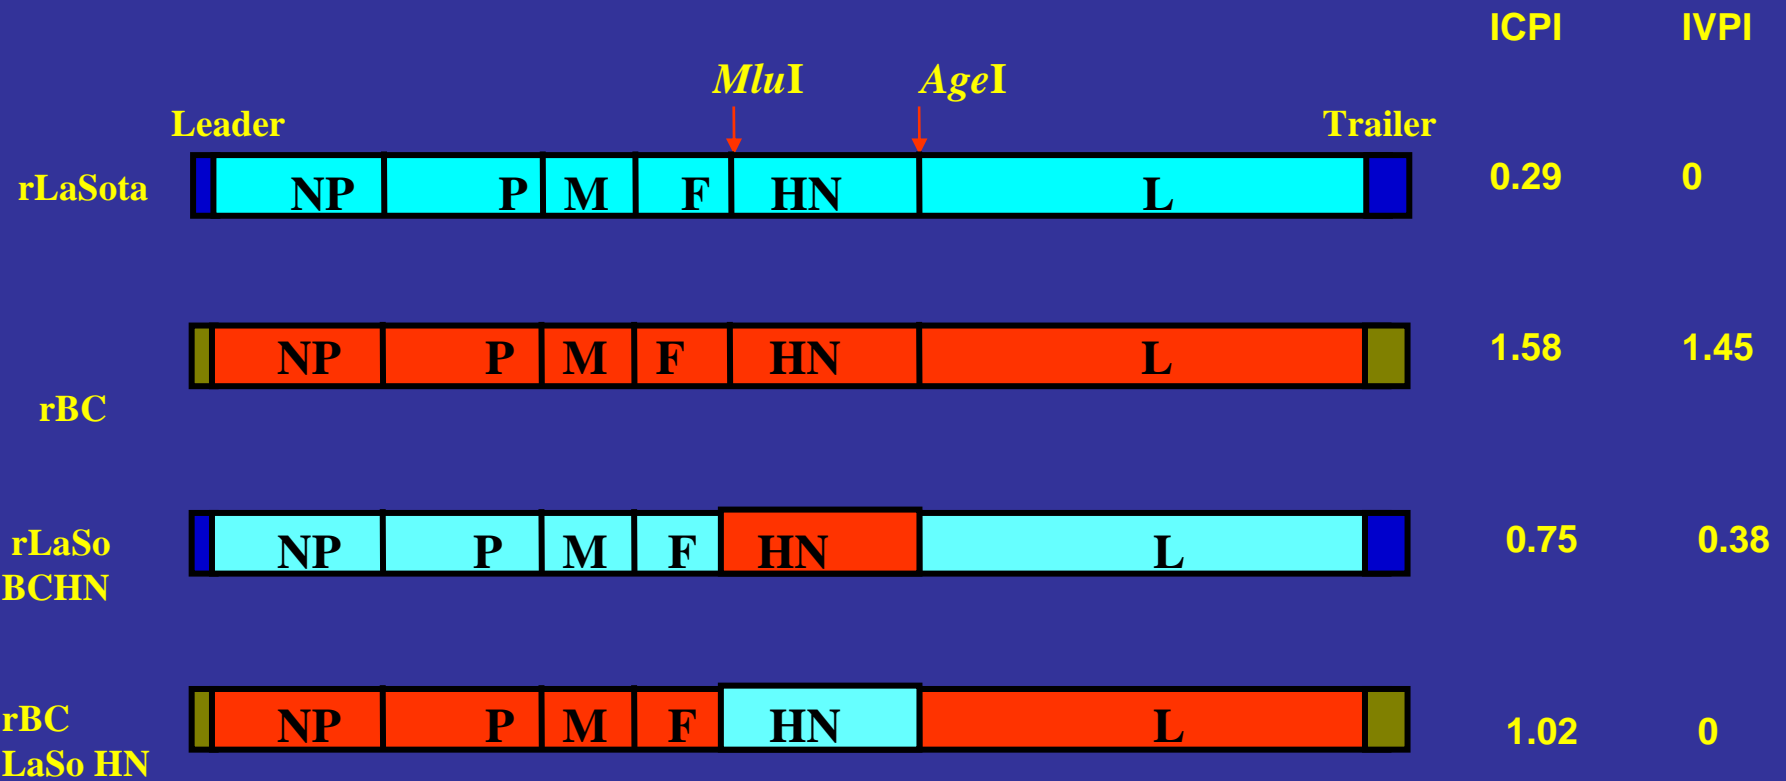 ICPI IVPI
MluI AgeI
Leader Trailer
rLaSota NP P M F HN L 0.29 0
rBC NP P M F HN L 1.58 1.45
rLaSo NP P M F HN L 0.75 0.38
BCHN
rBC NP P M F HN L 1.02 0
LaSo HN